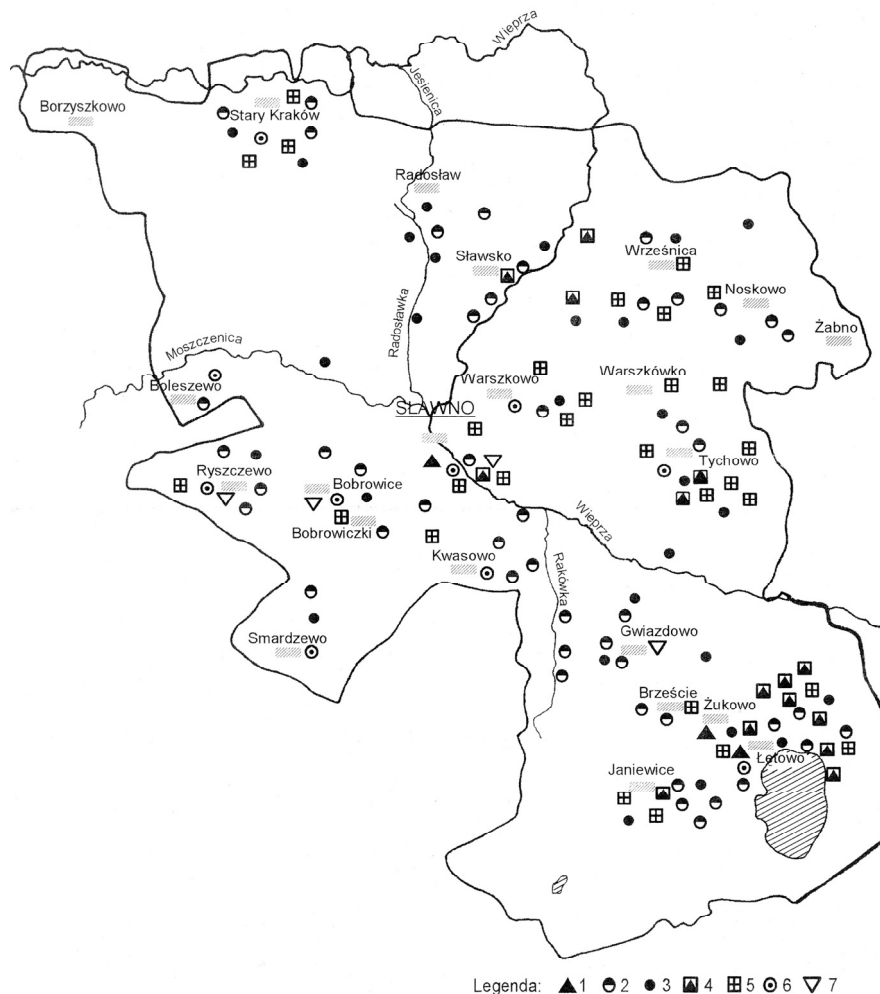 Wieprza
Jesienica
Borzyszkowo
Stary Kraków
Radosław
Wrześnica
Sławsko
Noskowo
Radosławka
Żabno
Moszczenica
Warszkowo
Warszkówko
Boleszewo
SŁAWNO
Ryszczewo
Tychowo
Bobrowice
Bobrowiczki
Wieprza
Kwasowo
Rakówka
Gwiazdowo
Smardzewo
Brzeście
Żukowo
Łętowo
Janiewice
Legenda: 1 2 3 4 5 6 7